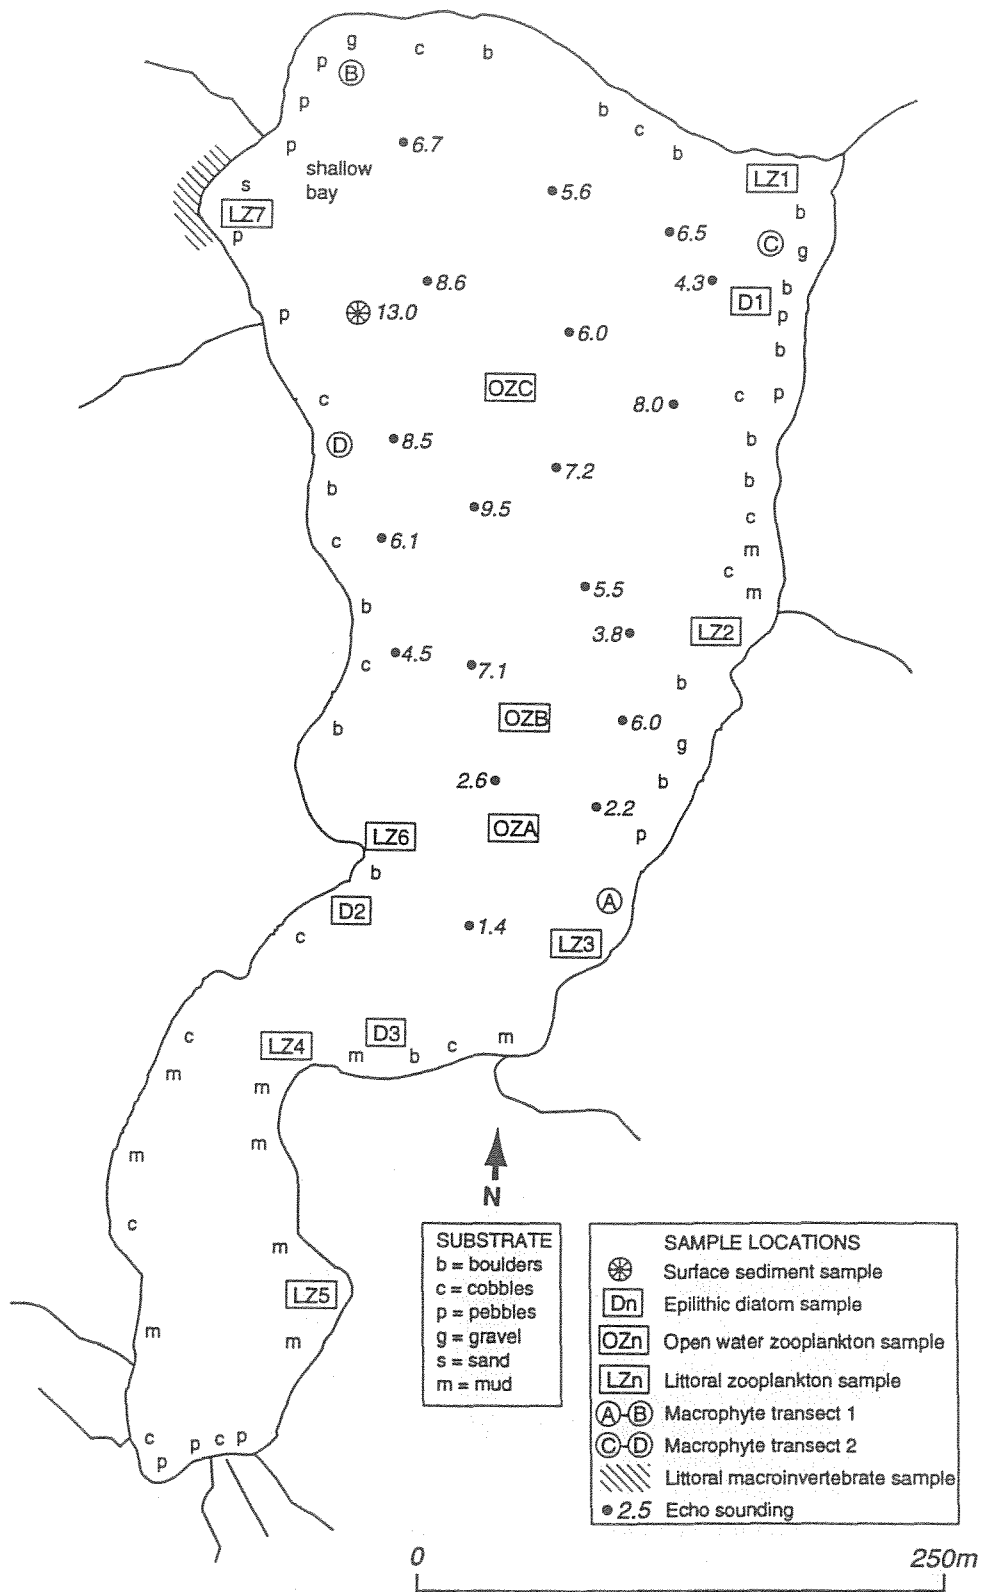 g
c
b
p
B
b
p
c
6.7
p
b
shallow
bay
LZ1
s
5.6
LZ7
b
p
6.5
C
g
8.6
4.3
b
D1
13.0
p
p
6.0
b
OZC
c
8.0
c
p
D
8.5
b
7.2
b
b
9.5
c
c
6.1
m
c
5.5
m
b
3.8
LZ2
4.5
c
7.1
b
OZB
6.0
b
g
2.6
b
2.2
LZ6
OZA
p
b
A
D2
1.4
c
LZ3
D3
c
LZ4
m
b
c
m
m
m
m
m
N
c
m
LZ5
m
m
c
p
c
p
p
SUBSTRATE
b = boulders
c = cobbles
p = pebbles
g = gravel
s = sand
m = mud
SAMPLE LOCATIONS
Surface sediment sample
Dn Epilithic diatom sample
OZn Open water zooplankton sample
LZn Littoral zooplankton sample
A-B Macrophyte transect 1
C-D Macrophyte transect 2
Littoral macroinvertebrate sample
2.5 Echo sounding
0 250m